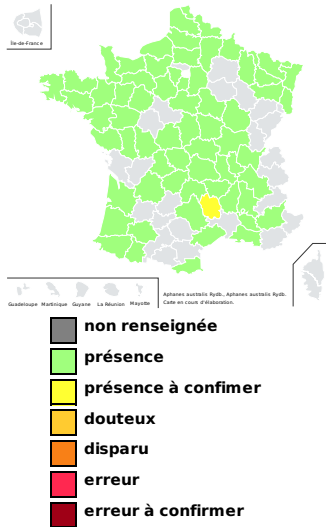 Île-de-France
Guadeloupe Martinique Guyane La Réunion Mayotte
Aphanes australis Rydb., Aphanes australis Rydb.
Carte en cours d'élaboration.
non renseignée
présence
présence à confimer
douteux
disparu
erreur
erreur à confirmer